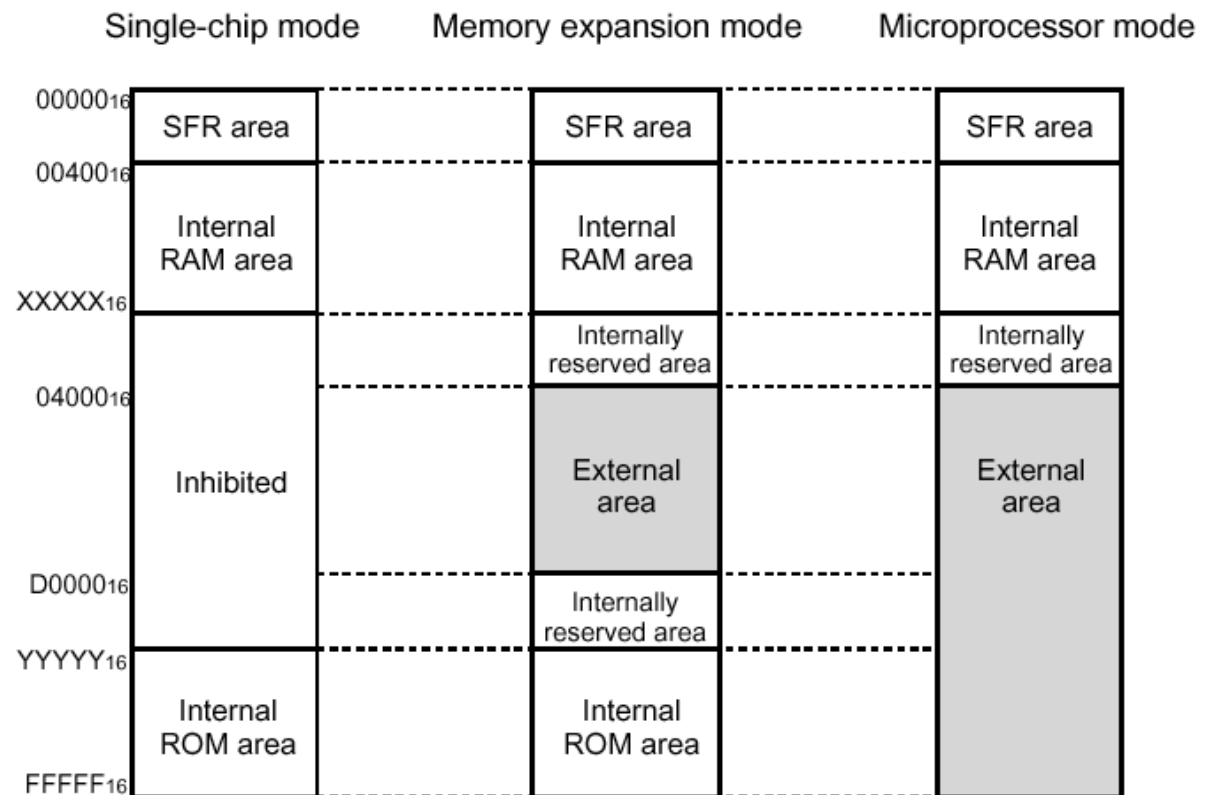 Single-chip mode Memory expansion mode Microprocessor mode
0000016
SFR area SFR area SFR area
0040016
Internal Internal Internal
RAM area RAM area RAM area
XXXXX16
Internally Internally
reserved area reserved area
0400016
Inhibited
External External
area area
D000016
Internally
reserved area
YYYYY16
Internal Internal
ROM area ROM area
FFFFF16